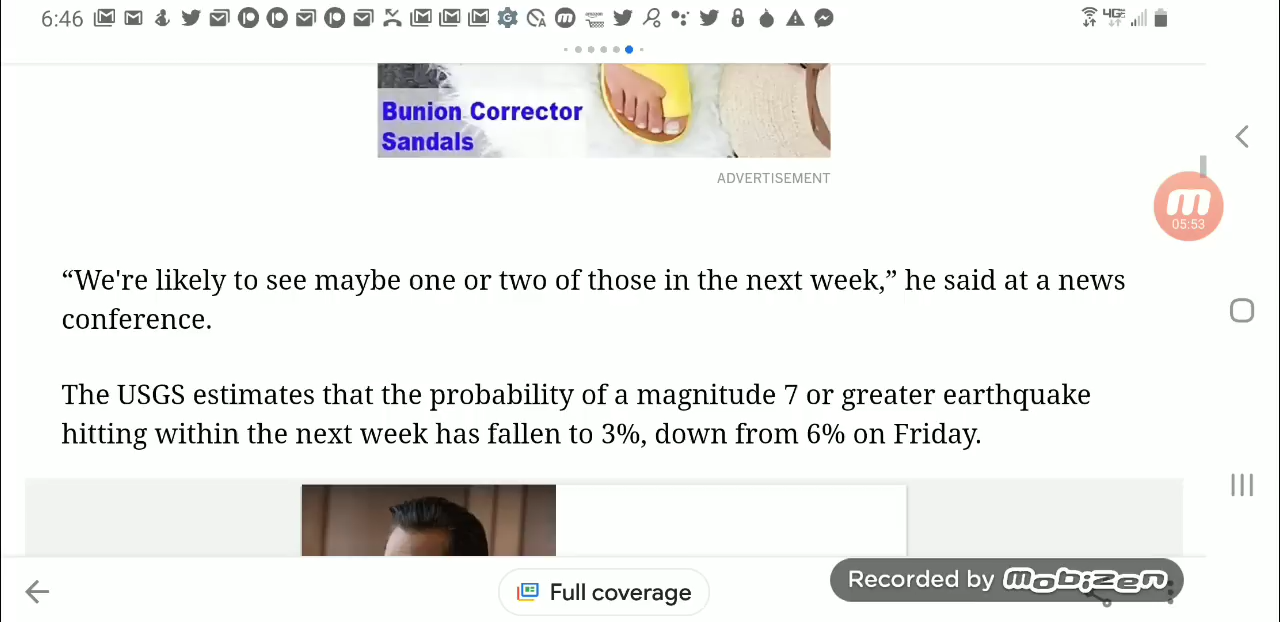 6:46
4GE
Bunion Corrector
Sandals
ADVERTISEMENT
m
05:53
“We're likely to see maybe one or two of those in the next week,” he said at a news
conference.
The USGS estimates that the probability of a magnitude 7 or greater earthquake
hitting within the next week has fallen to 3%, down from 6% on Friday.
Full coverage
Recorded by mobizen